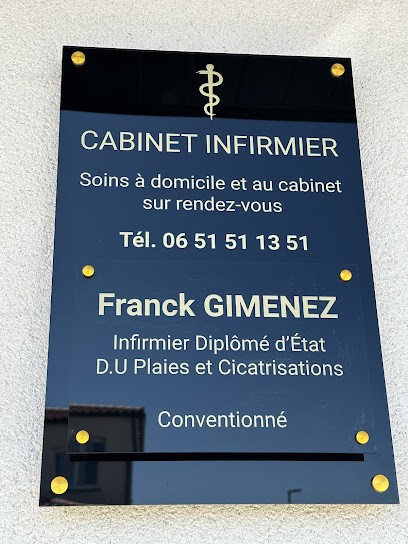 CABINET INFIRMIER
Soins à domicile et au cabinet
sur rendez-vous
Tél. 06 51 51 13 51
Franck GIMENEZ
Infirmier Diplômé d'État
D.U Plaies et Cicatrisations
Conventionné